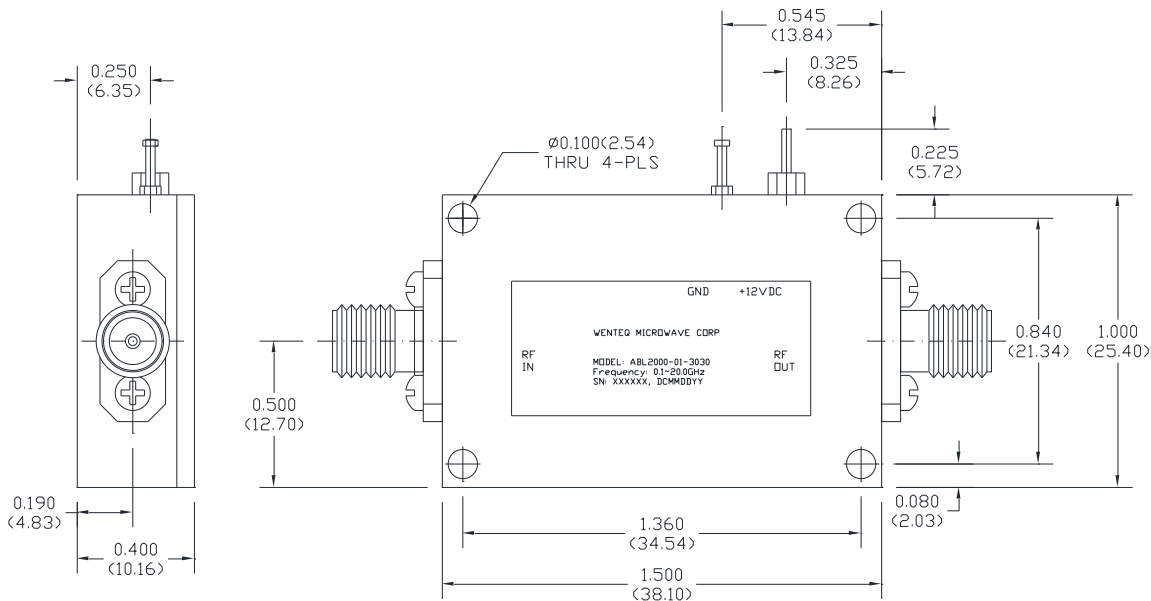 0.545
(13.84)
0.325
(8.26)
0.250
(6.35)
Ø0.100(2.54)
THRU 4-PLS
0.225
(5.72)
GND +12VDC
WENTEQ MICROWAVE CORP
RF
IN
MODEL: ABL2000-01-3030
Frequency: 0.1~20.0GHz
SN: XXXXXX, DCMMDDYY
RF
OUT
0.840
(21.34)
1.000
(25.40)
0.500
(12.70)
0.190
(4.83)
0.400
(10.16)
0.080
(2.03)
1.360
(34.54)
1.500
(38.10)